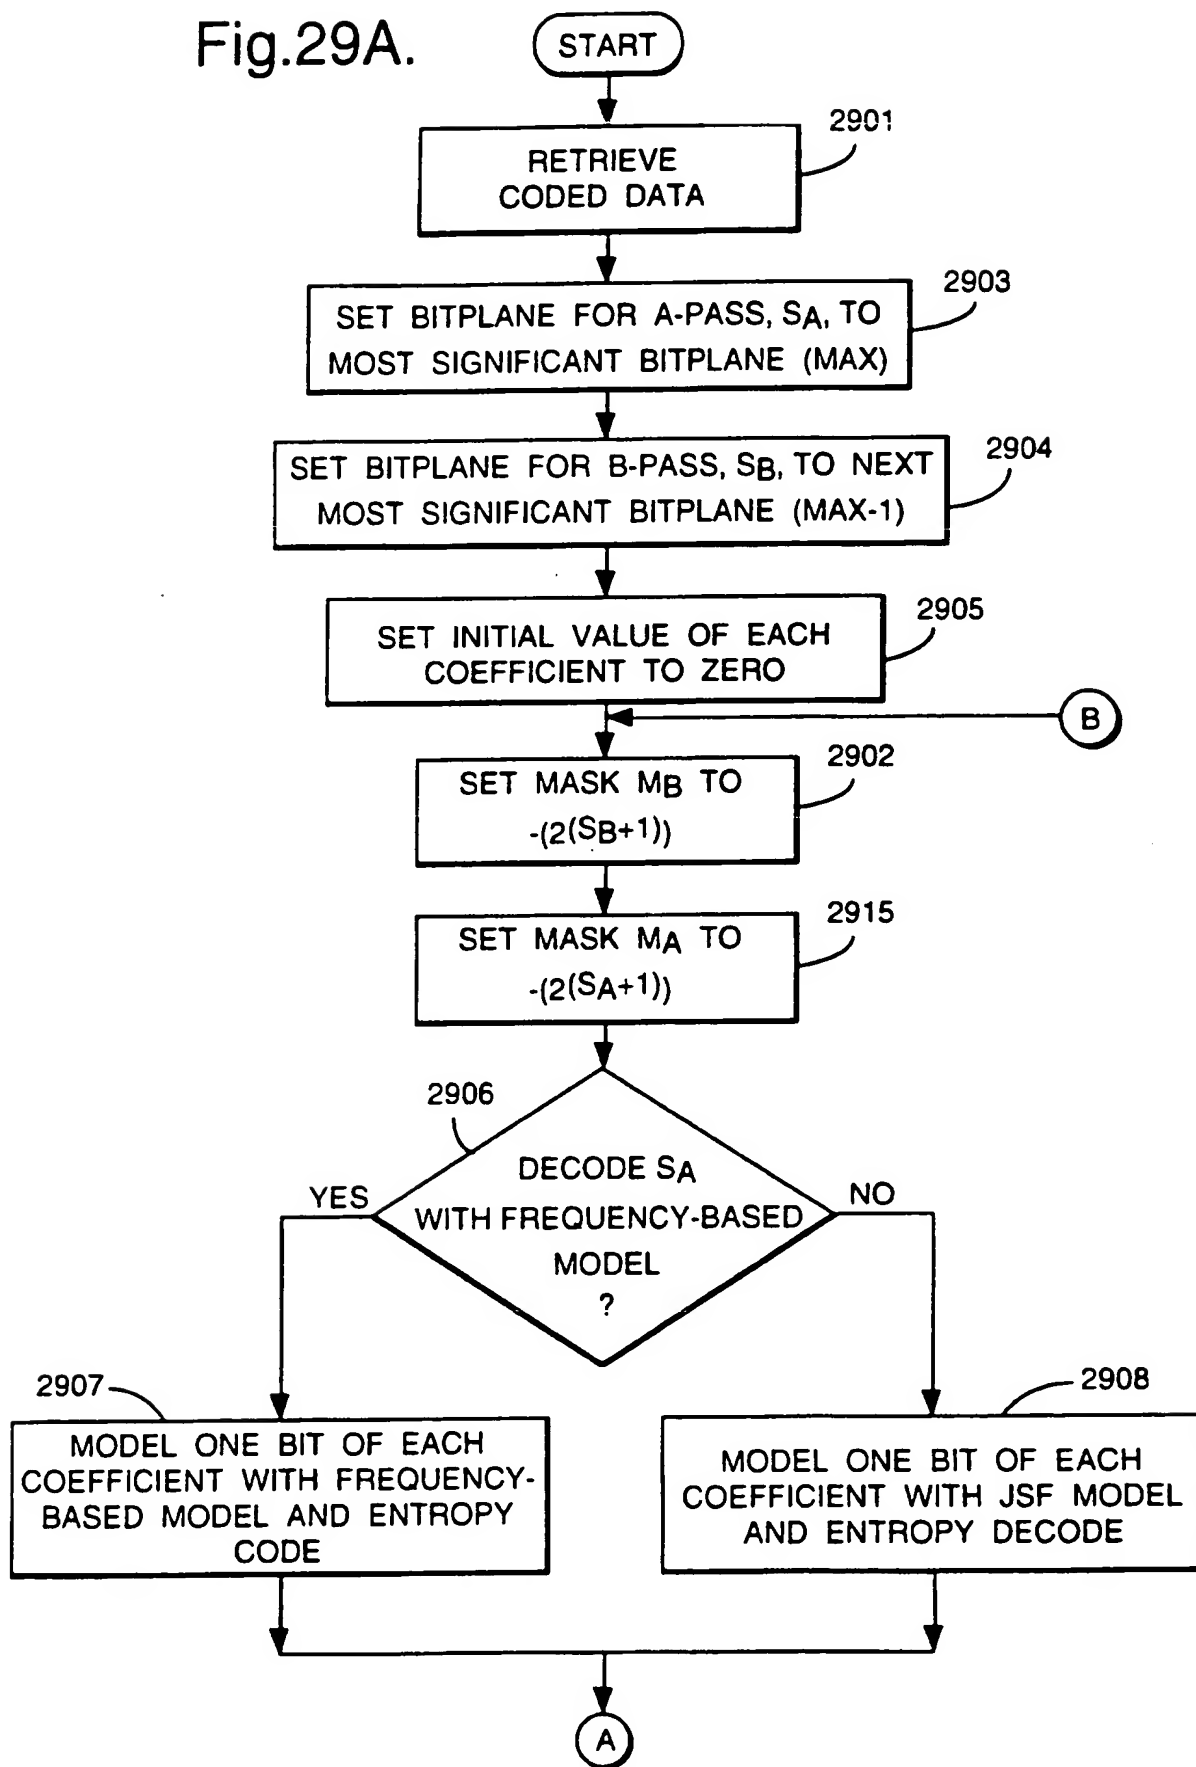 Fig.29A.
START
2901
RETRIEVE
CODED DATA
2903
SET BITPLANE FOR A-PASS, SA, TO
MOST SIGNIFICANT BITPLANE (MAX)
2904
SET BITPLANE FOR B-PASS, SB, TO NEXT
MOST SIGNIFICANT BITPLANE (MAX-1)
2905
SET INITIAL VALUE OF EACH
COEFFICIENT TO ZERO
B
2902
SET MASK MB TO
-(2(SB+1))
2915
SET MASK MA TO
-(2(SA+1))
2906
DECODE SA
WITH FREQUENCY-BASED
MODEL
?
YES
NO
2907
MODEL ONE BIT OF EACH
COEFFICIENT WITH FREQUENCY-
BASED MODEL AND ENTROPY
CODE
2908
MODEL ONE BIT OF EACH
COEFFICIENT WITH JSF MODEL
AND ENTROPY DECODE
A